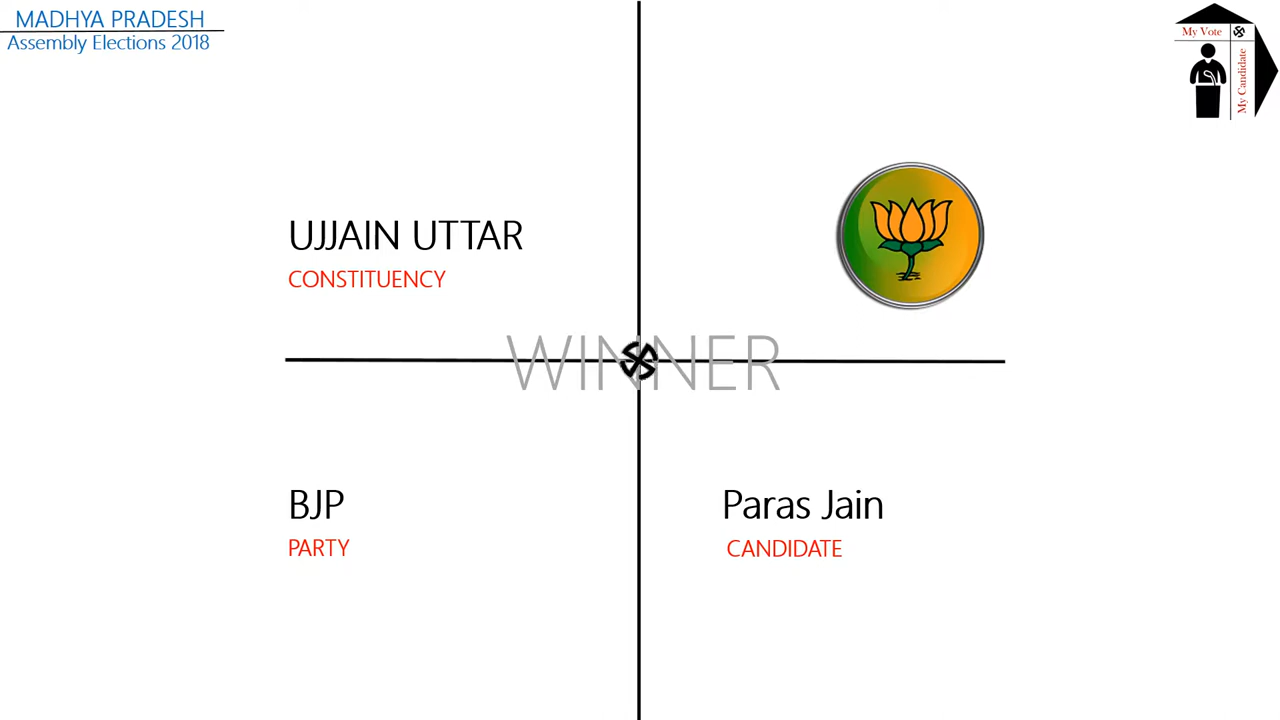 MADHYA PRADESH
Assembly Elections 2018
My Vote
My Candidate
UJJAIN UTTAR
CONSTITUENCY
WINNER
BJP
PARTY
Paras Jain
CANDIDATE